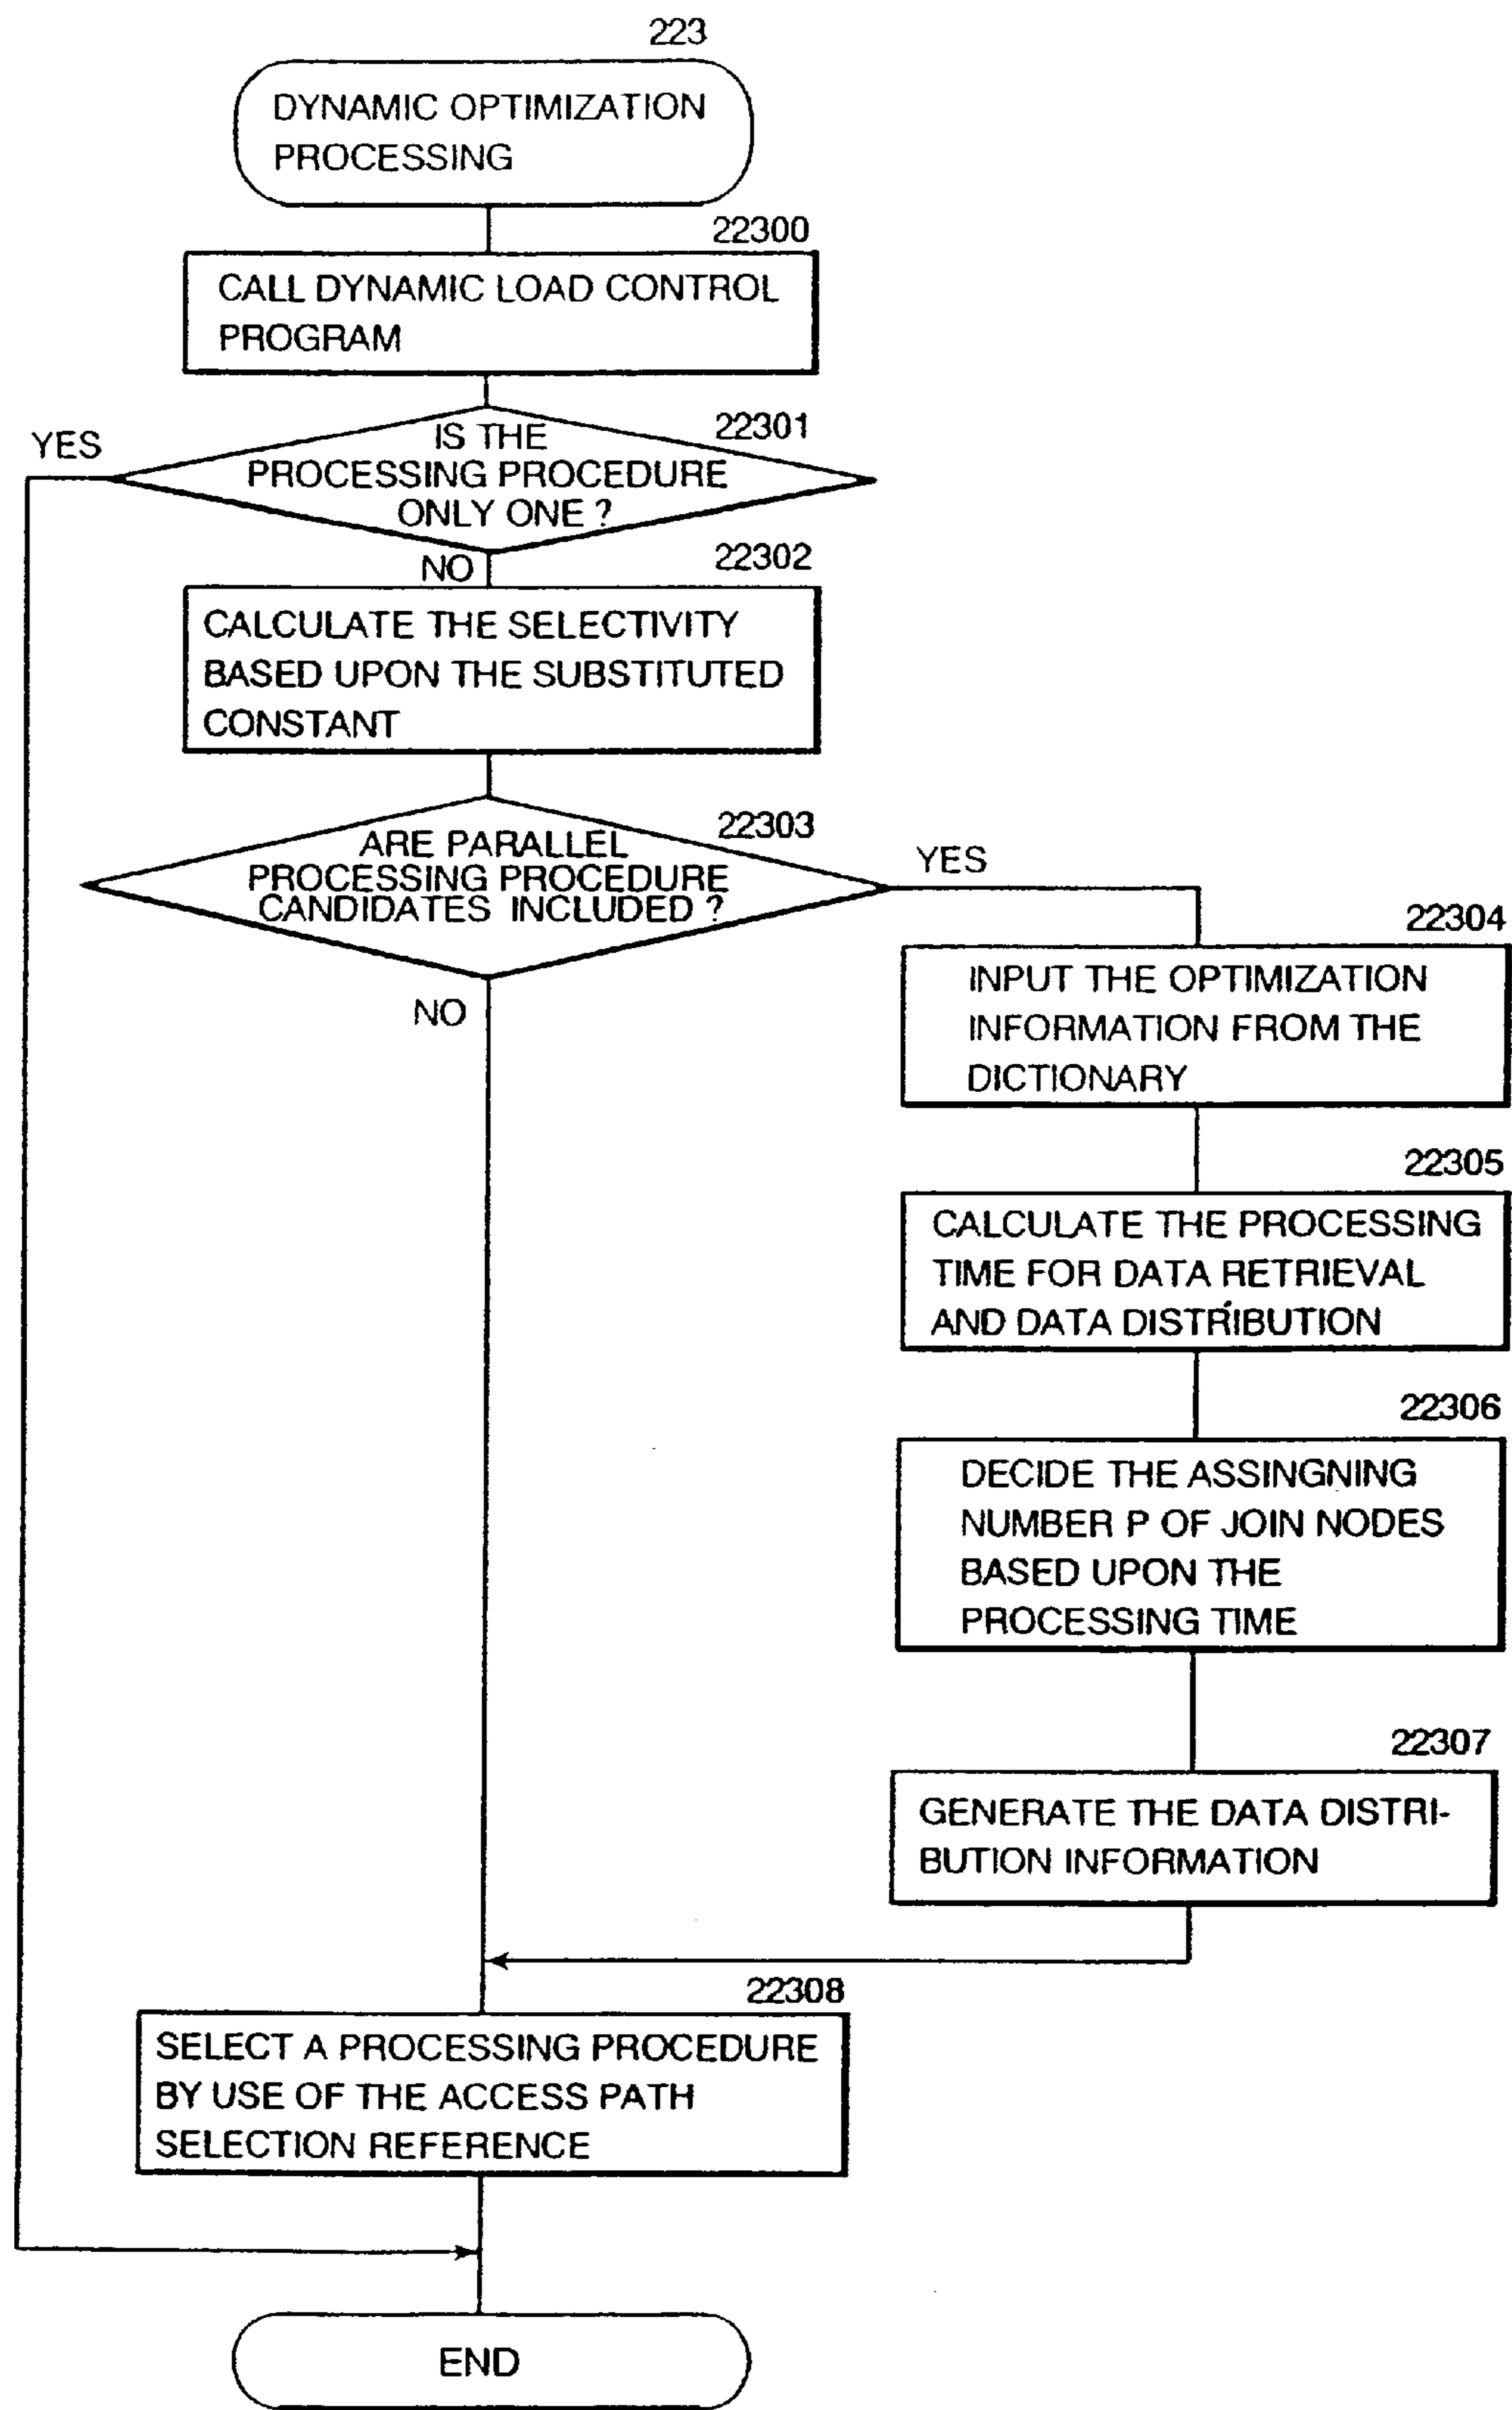 223
DYNAMIC OPTIMIZATION
PROCESSING
22300
CALL DYNAMIC LOAD CONTROL
PROGRAM
22301
YES
IS THE
PROCESSING PROCEDURE
ONLY ONE ?
NO
22302
CALCULATE THE SELECTIVITY
BASED UPON THE SUBSTITUTED
CONSTANT
22303
ARE PARALLEL
PROCESSING PROCEDURE
CANDIDATES INCLUDED ?
YES
NO
22304
INPUT THE OPTIMIZATION
INFORMATION FROM THE
DICTIONARY
22305
CALCULATE THE PROCESSING
TIME FOR DATA RETRIEVAL
AND DATA DISTRIBUTION
22306
DECIDE THE ASSINGNING
NUMBER P OF JOIN NODES
BASED UPON THE
PROCESSING TIME
22307
GENERATE THE DATA DISTRI-
BUTION INFORMATION
22308
SELECT A PROCESSING PROCEDURE
BY USE OF THE ACCESS PATH
SELECTION REFERENCE
END